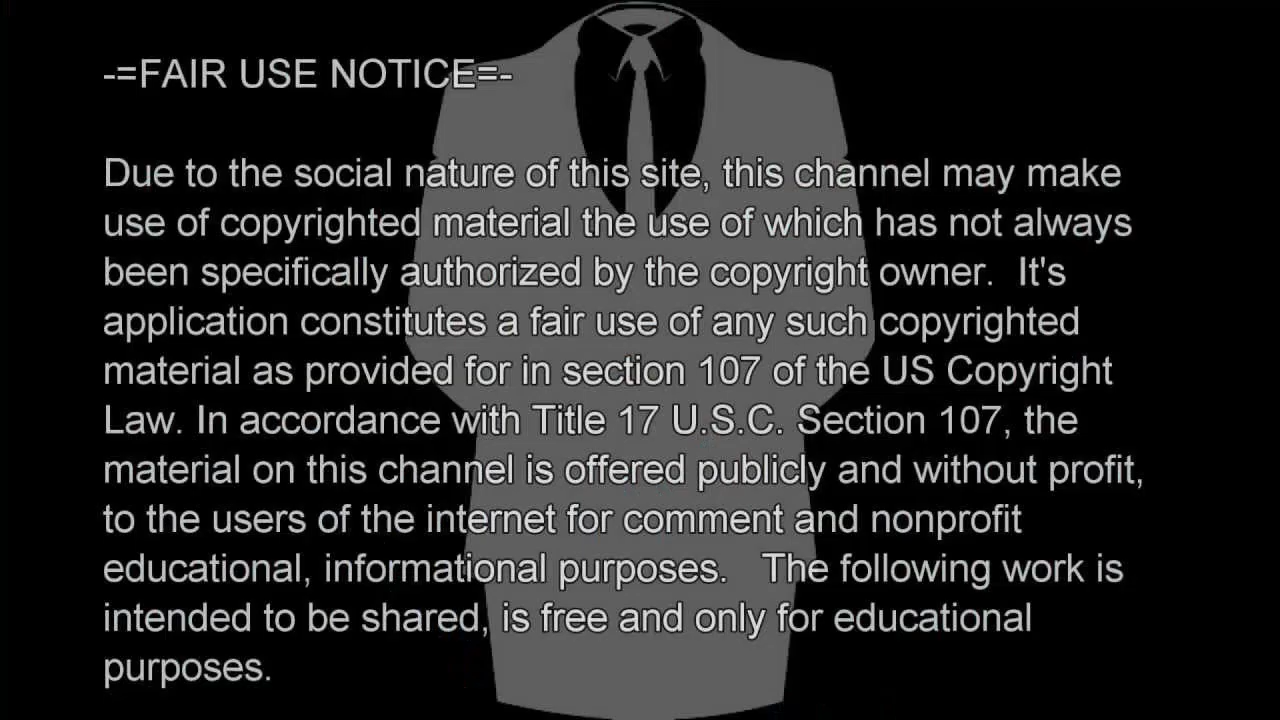 -=FAIR USE NOTICE=-
Due to the social nature of this site, this channel may make
use of copyrighted material the use of which has not always
been specifically authorized by the copyright owner.  It's
application constitutes a fair use of any such copyrighted
material as provided for in section 107 of the US Copyright
Law. In accordance with Title 17 U.S.C. Section 107, the
material on this channel is offered publicly and without profit,
to the users of the internet for comment and nonprofit
educational, informational purposes.   The following work is
intended to be shared, is free and only for educational
purposes.